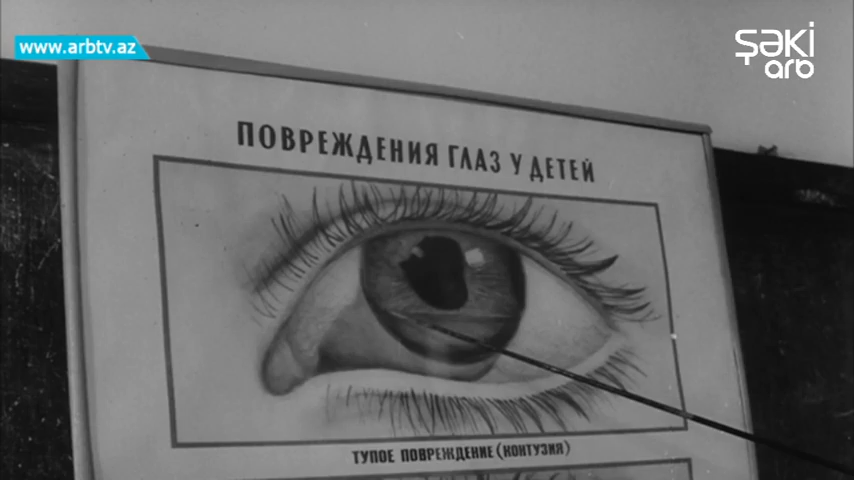 www.arbtv.az
şəki
arb
ПОВРЕЖДЕНИЯ ГЛАЗ У ДЕТЕЙ
ТУПОЕ ПОВРЕЖДЕНИЕ (КОНТУЗИЯ)